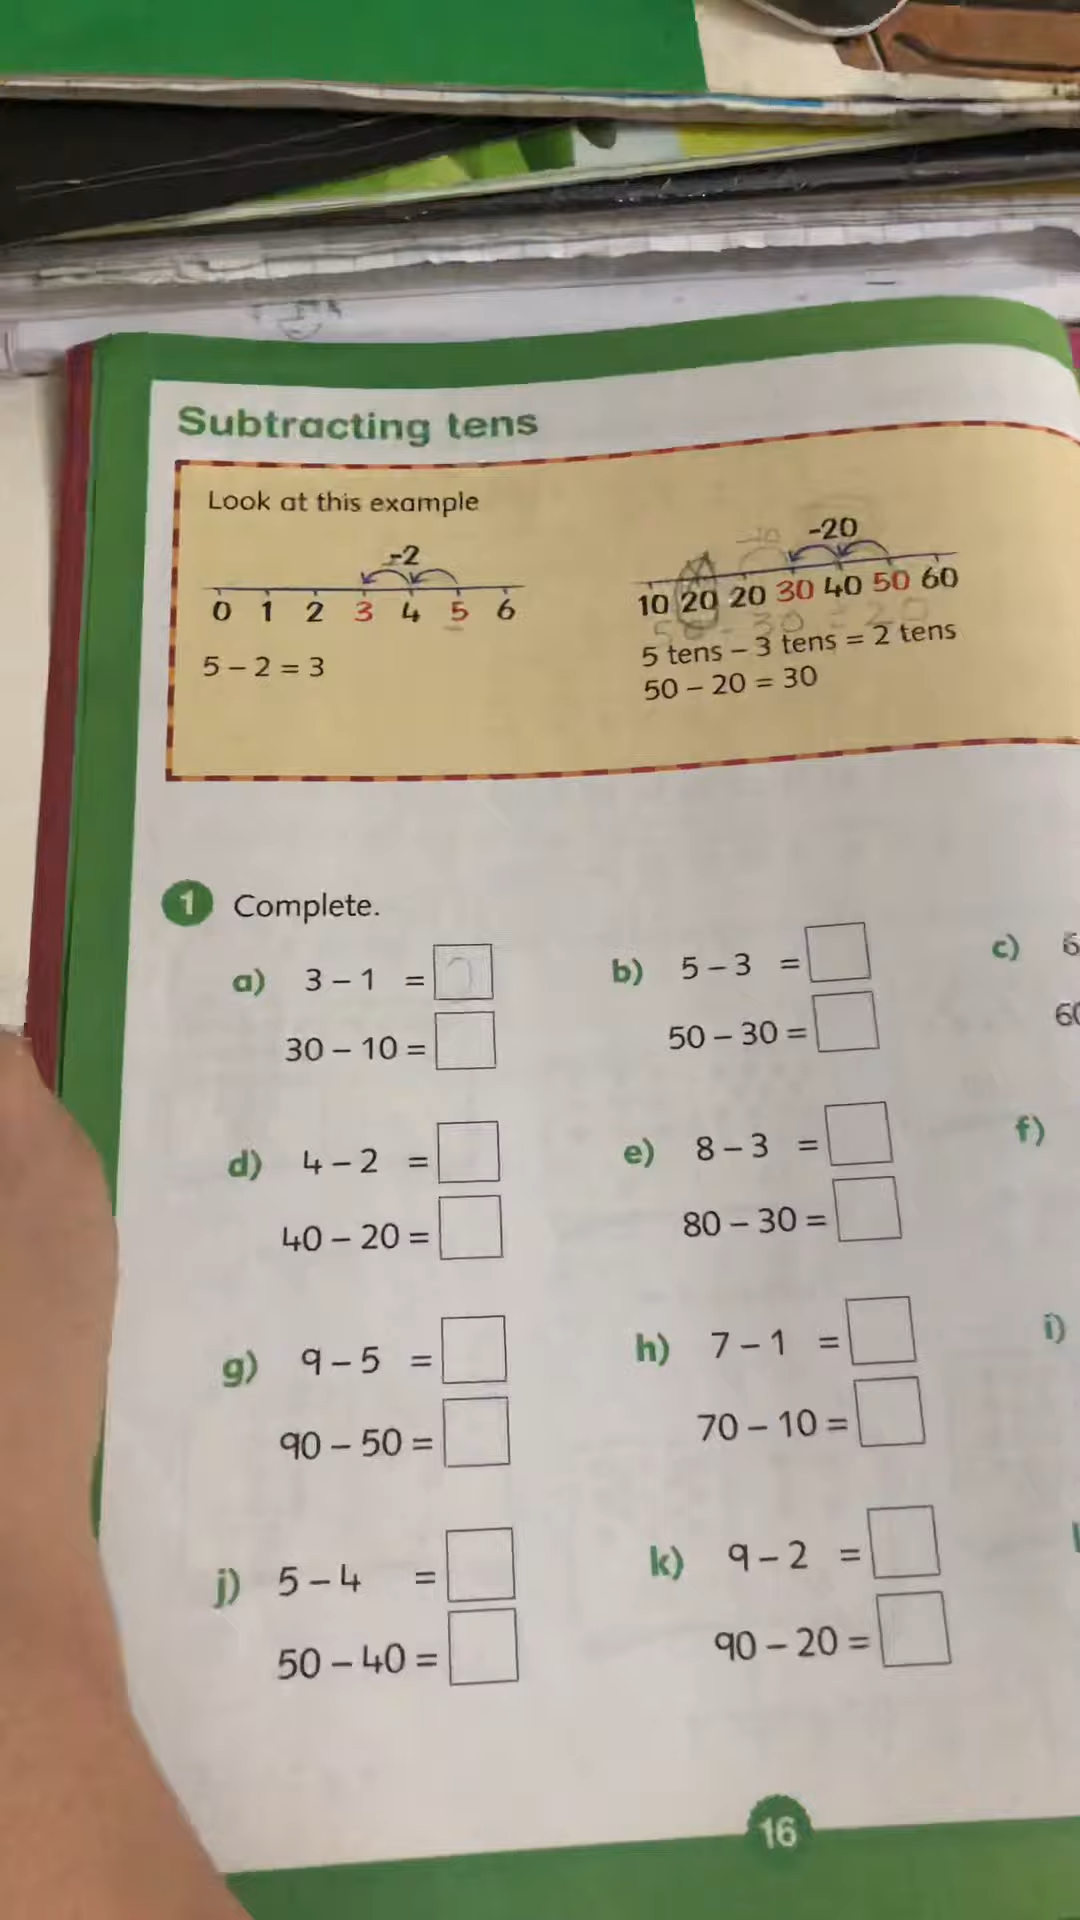 Subtracting tens
Look at this example
-2
0 1 2 3 4 5 6
5 – 2 = 3
-20
10 20 20 30 40 50 60
5 tens – 3 tens = 2 tens
50 – 20 = 30
1 Complete.
a) 3 – 1 =
30 – 10 =
b) 5 – 3 =
50 – 30 =
c) 6
60
d) 4 – 2 =
40 – 20 =
e) 8 – 3 =
80 – 30 =
f)
g) 9 – 5 =
90 – 50 =
h) 7 – 1 =
70 – 10 =
i)
j) 5 – 4 =
50 – 40 =
k) 9 – 2 =
90 – 20 =
16